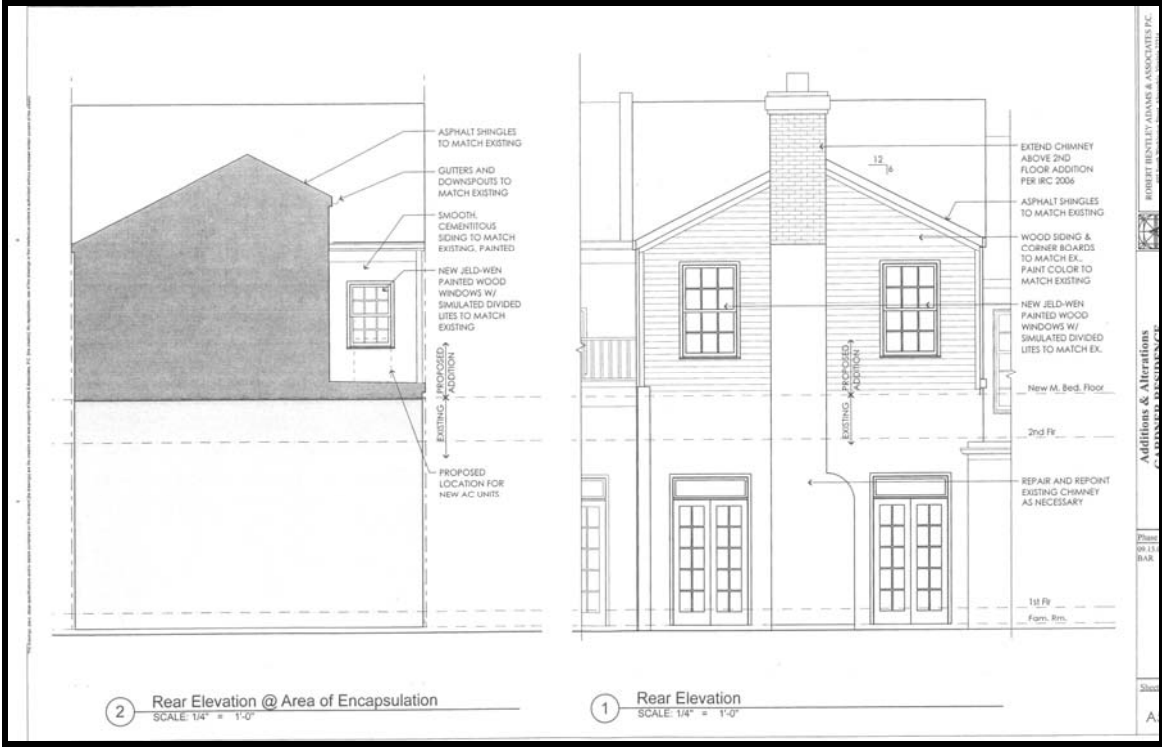 ASPHALT SHINGLES
TO MATCH EXISTING
GUTTERS AND
DOWNSPOUTS TO
MATCH EXISTING
SMOOTH,
CEMENTITOUS
SIDING TO MATCH
EXISTING, PAINTED
NEW JELD-WEN
PAINTED WOOD
WINDOWS W/
SIMULATED DIVIDED
LITES TO MATCH
EXISTING
PROPOSED
ADDITION
EXISTING
PROPOSED
LOCATION FOR
NEW AC UNITS
2
Rear Elevation @ Area of Encapsulation
SCALE: 1/4" = 1'-0"
12
6
EXTEND CHIMNEY
ABOVE 2ND
FLOOR ADDITION
PER IRC 2006
ASPHALT SHINGLES
TO MATCH EXISTING
WOOD SIDING &
CORNER BOARDS
TO MATCH EX.,
PAINT COLOR TO
MATCH EXISTING
NEW JELD-WEN
PAINTED WOOD
WINDOWS W/
SIMULATED DIVIDED
LITES TO MATCH EX.
PROPOSED
ADDITION
EXISTING
New M. Bed. Floor
2nd Flr
REPAIR AND REPOINT
EXISTING CHIMNEY
AS NECESSARY
1st Flr
Fam. Rm.
1
Rear Elevation
SCALE: 1/4" = 1'-0"
ROBERT BENTLEY ADAMS & ASSOCIATES P.C.
Additions & Alterations
GARDNER RESIDENCE
Phase
BAR
Sheet